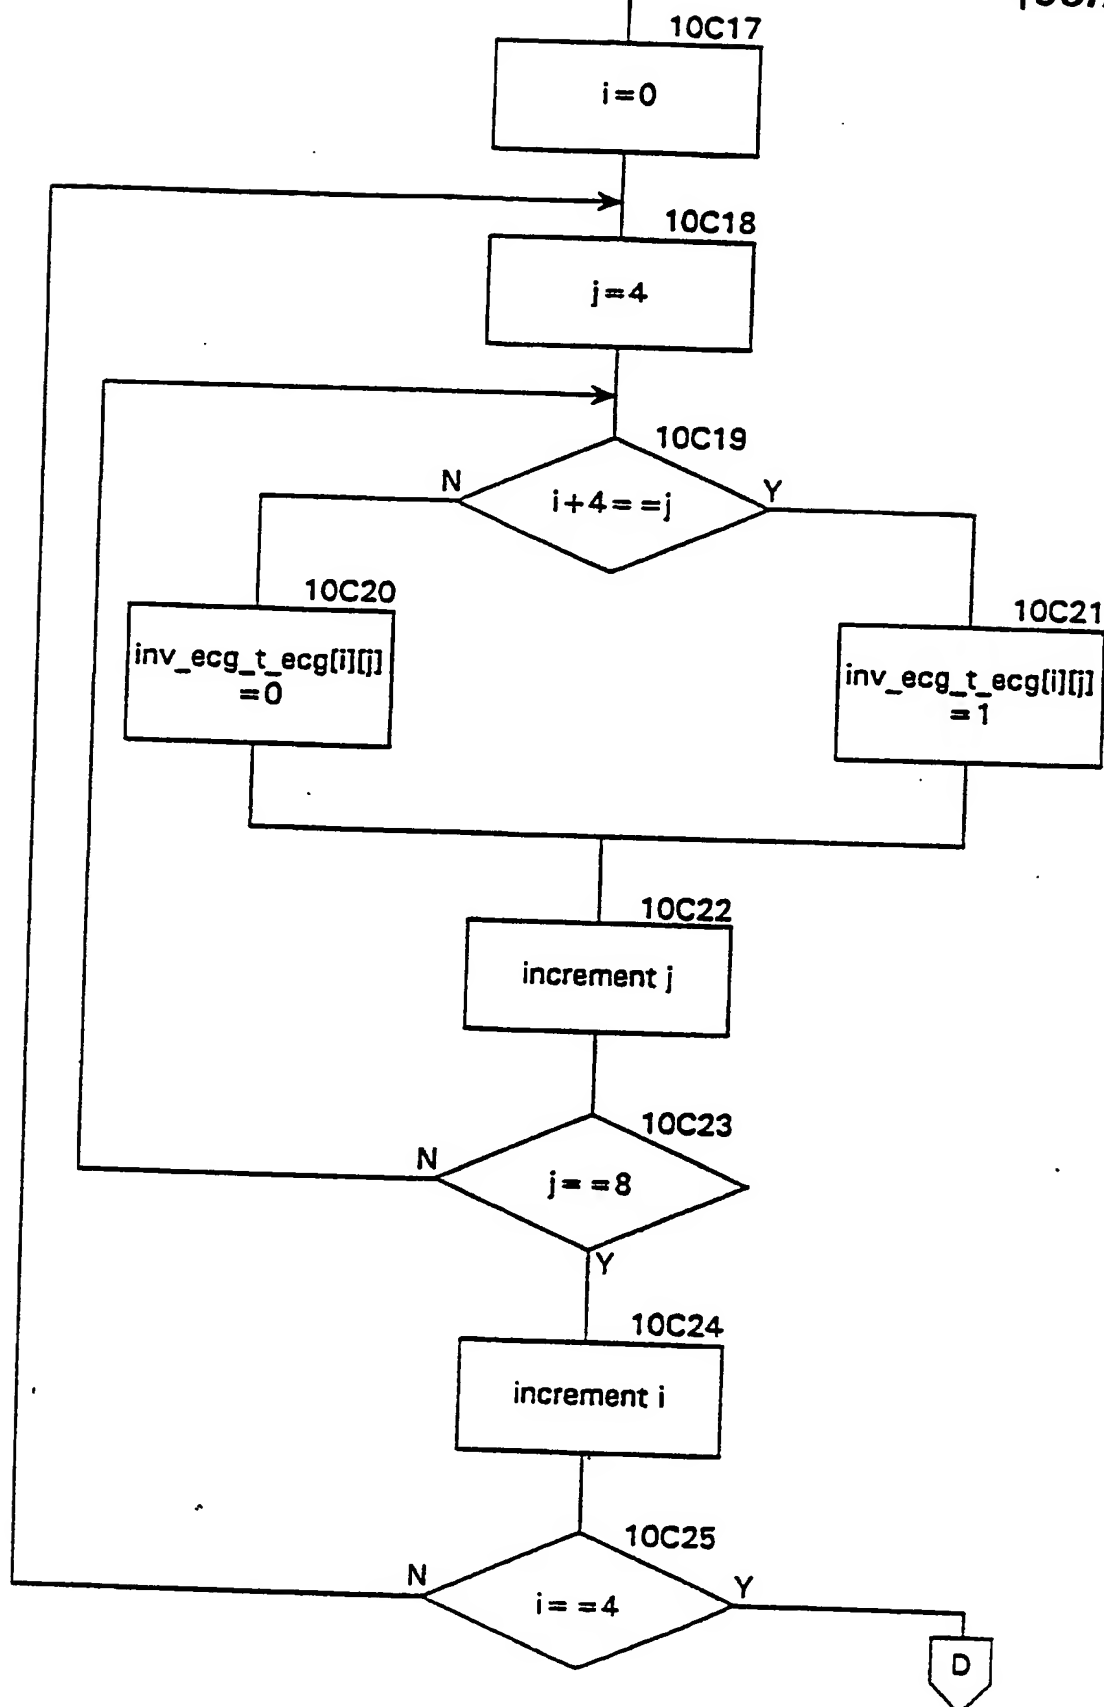 10C17
i=0
10C18
j=4
10C19
N
Y
i+4==j
10C20
inv_ecg_t_ecg[i][j]
=0
10C21
inv_ecg_t_ecg[i][j]
=1
10C22
increment j
10C23
N
j==8
Y
10C24
increment i
10C25
N
Y
i==4
D